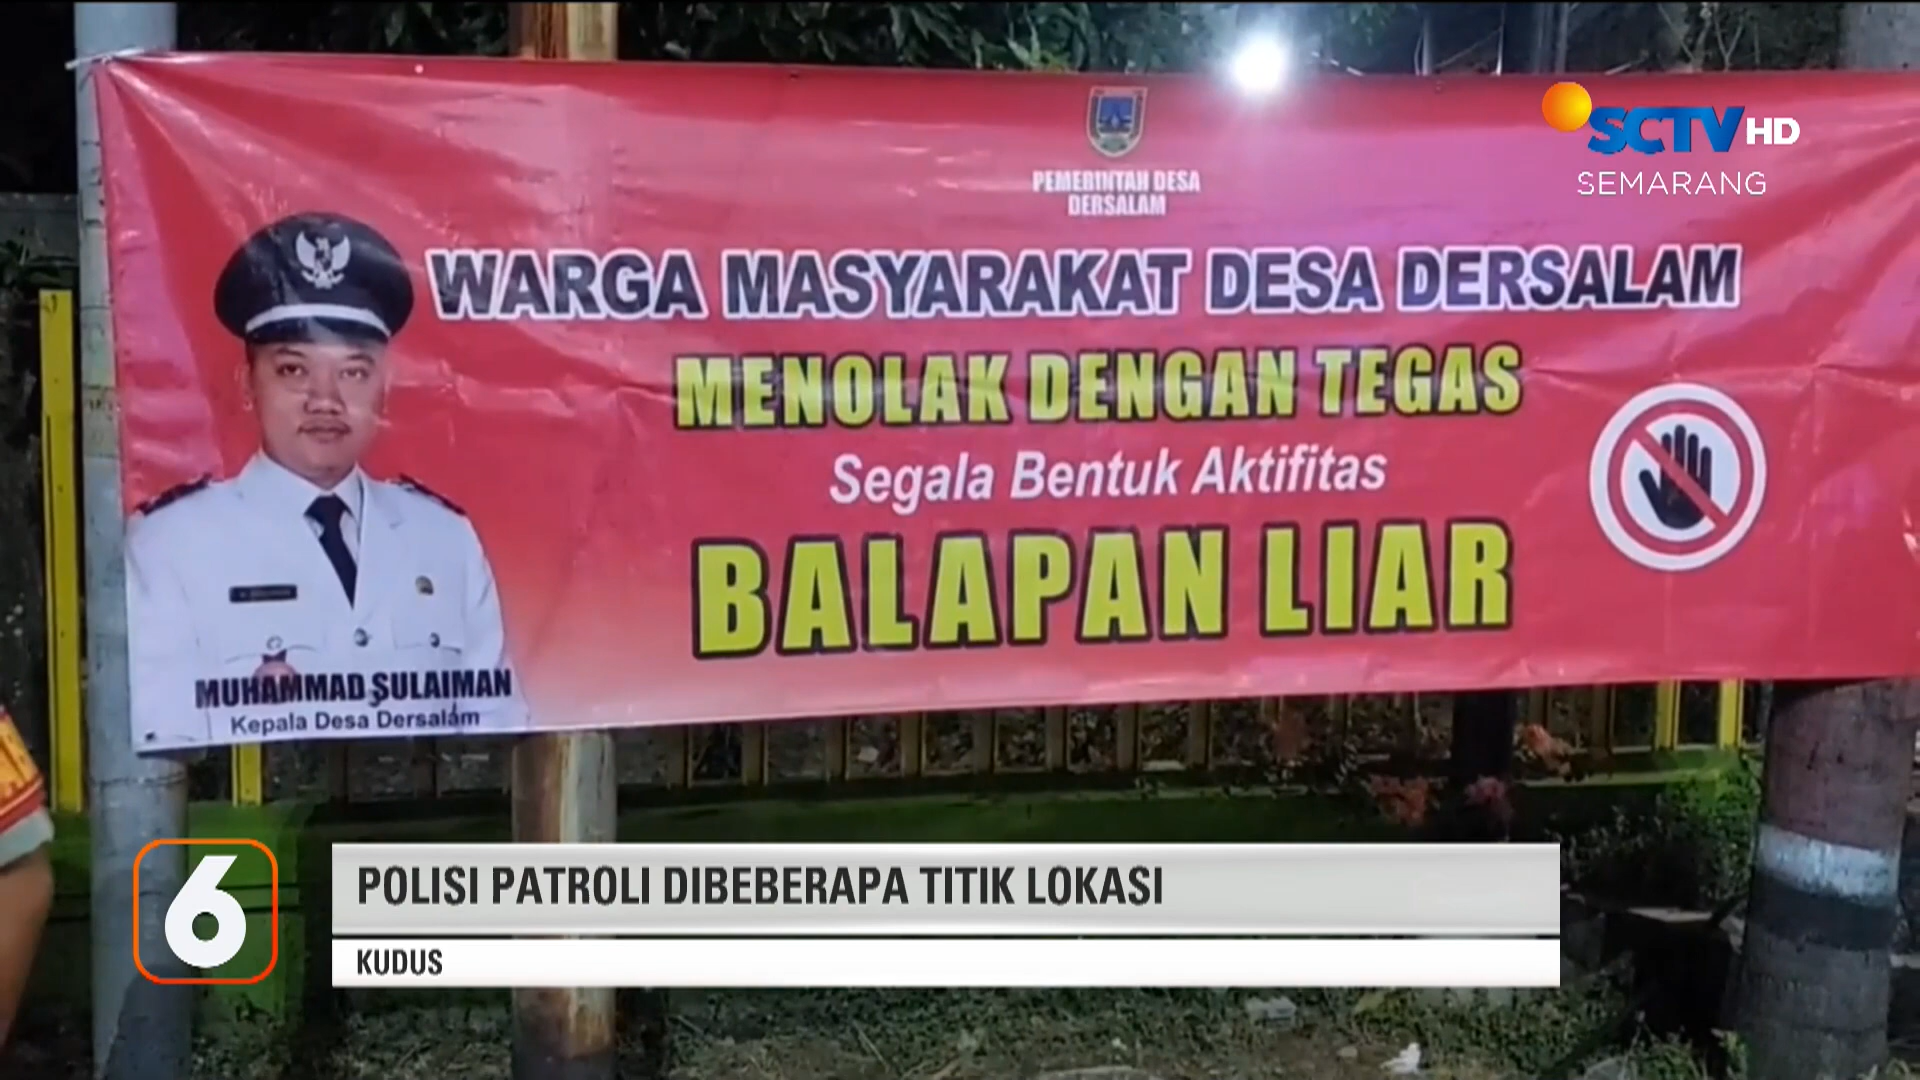 SCTV HD
SEMARANG
PEMERINTAH DESA
DERSALAM
WARGA MASYARAKAT DESA DERSALAM
MENOLAK DENGAN TEGAS
Segala Bentuk Aktifitas
BALAPAN LIAR
MUHAMMAD SULAIMAN
Kepala Desa Dersalam
6
POLISI PATROLI DIBEBERAPA TITIK LOKASI
KUDUS